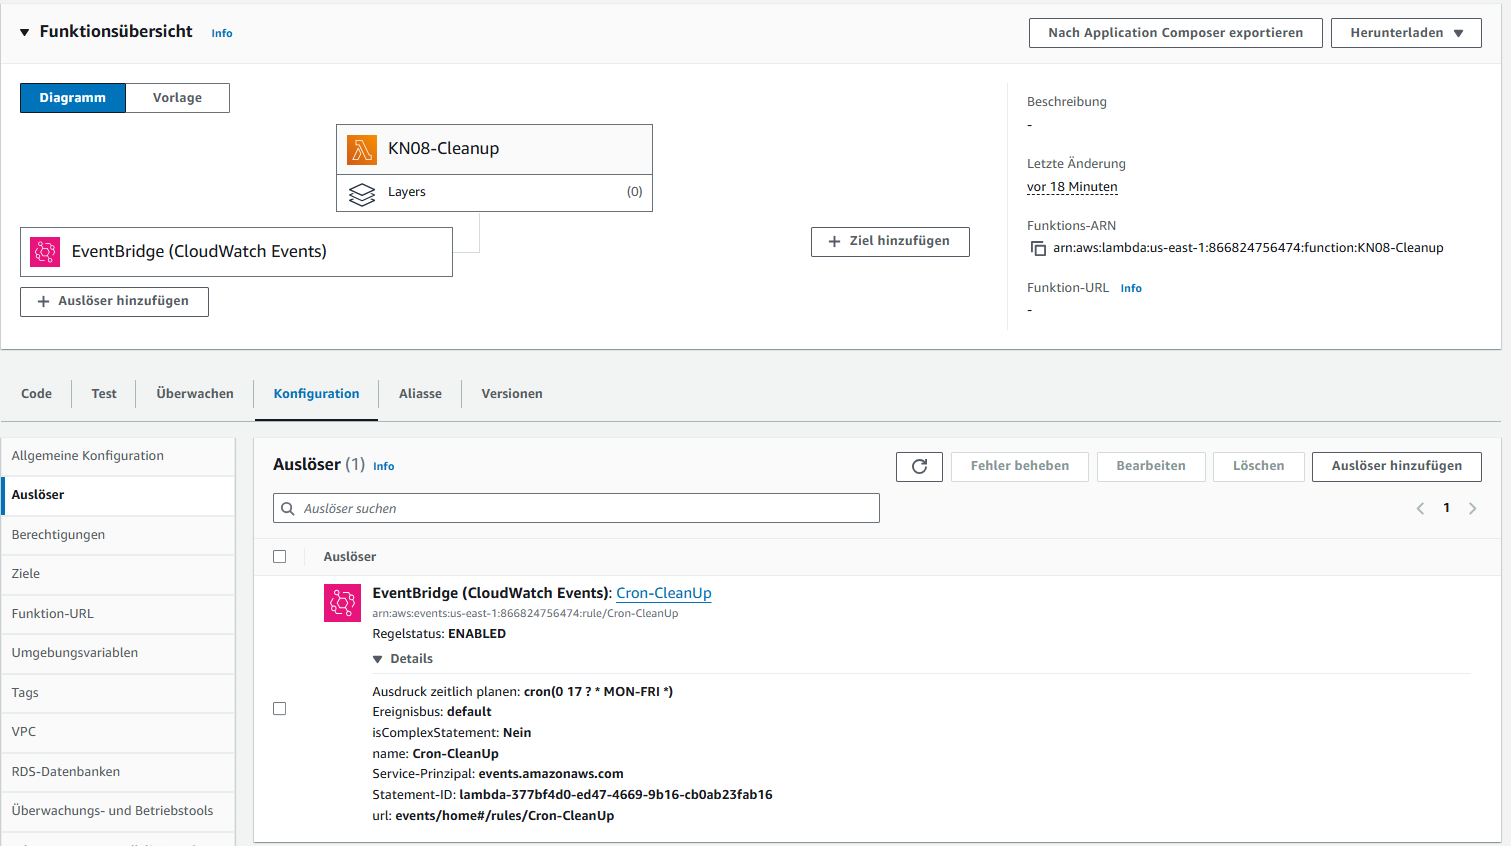 Funktionsübersicht Info
Nach Application Composer exportieren
Herunterladen
Diagramm
Vorlage
KN08-Cleanup
Layers (0)
EventBridge (CloudWatch Events)
Auslöser hinzufügen
Ziel hinzufügen
Beschreibung
-
Letzte Änderung
vor 18 Minuten
Funktions-ARN
arn:aws:lambda:us-east-1:866824756474:function:KN08-Cleanup
Funktion-URL Info
-
Code
Test
Überwachen
Konfiguration
Aliasse
Versionen
Allgemeine Konfiguration
Auslöser
Berechtigungen
Ziele
Funktion-URL
Umgebungsvariablen
Tags
VPC
RDS-Datenbanken
Überwachungs- und Betriebstools
Auslöser (1) Info
Fehler beheben
Bearbeiten
Löschen
Auslöser hinzufügen
Auslöser suchen
1
Auslöser
EventBridge (CloudWatch Events): Cron-CleanUp
arn:aws:events:us-east-1:866824756474:rule/Cron-CleanUp
Regelstatus: ENABLED
Details
Ausdruck zeitlich planen: cron(0 17 ? * MON-FRI *)
Ereignisbus: default
isComplexStatement: Nein
name: Cron-CleanUp
Service-Prinzipal: events.amazonaws.com
Statement-ID: lambda-377bf4d0-ed47-4669-9b16-cb0ab23fab16
url: events/home#/rules/Cron-CleanUp